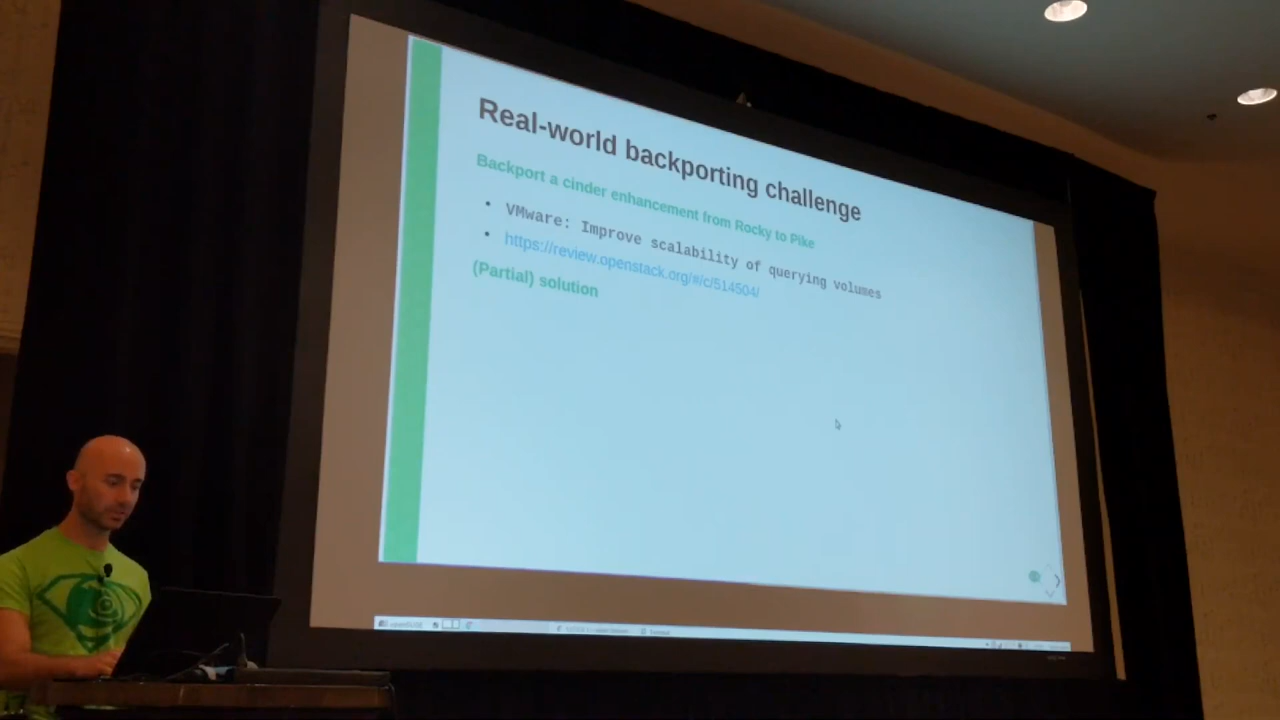 Real-world backporting challenge
Backport a cinder enhancement from Rocky to Pike
• VMware: Improve scalability of querying volumes
• https://review.openstack.org/#/c/514504/
(Partial) solution
openSUSE